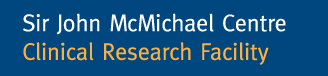 Sir John McMichael Centre
Clinical Research Facility